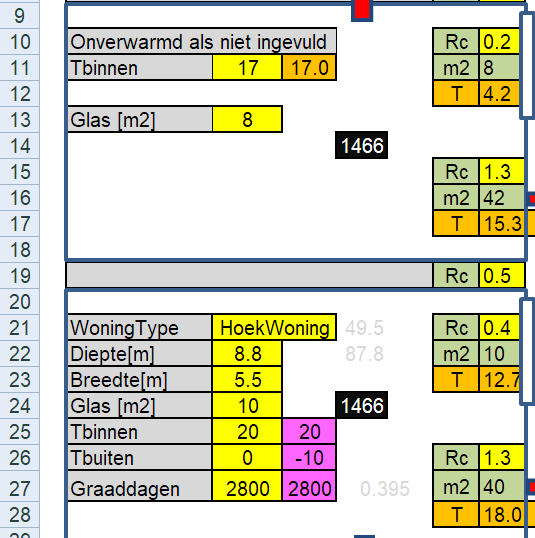 9
10 Onverwarmd als niet ingevuld Rc 0.2
11 Tbinnen 17 17.0 m2 8
12 T 4.2
13 Glas [m2] 8
14 1466
15 Rc 1.3
16 m2 42
17 T 15.3
18
19 Rc 0.5
20
21 WoningType HoekWoning 49.5 Rc 0.4
22 Diepte[m] 8.8 87.8 m2 10
23 Breedte[m] 5.5 T 12.7
24 Glas [m2] 10 1466
25 Tbinnen 20 20
26 Tbuiten 0 -10 Rc 1.3
27 Graaddagen 2800 2800 0.395 m2 40
28 T 18.0